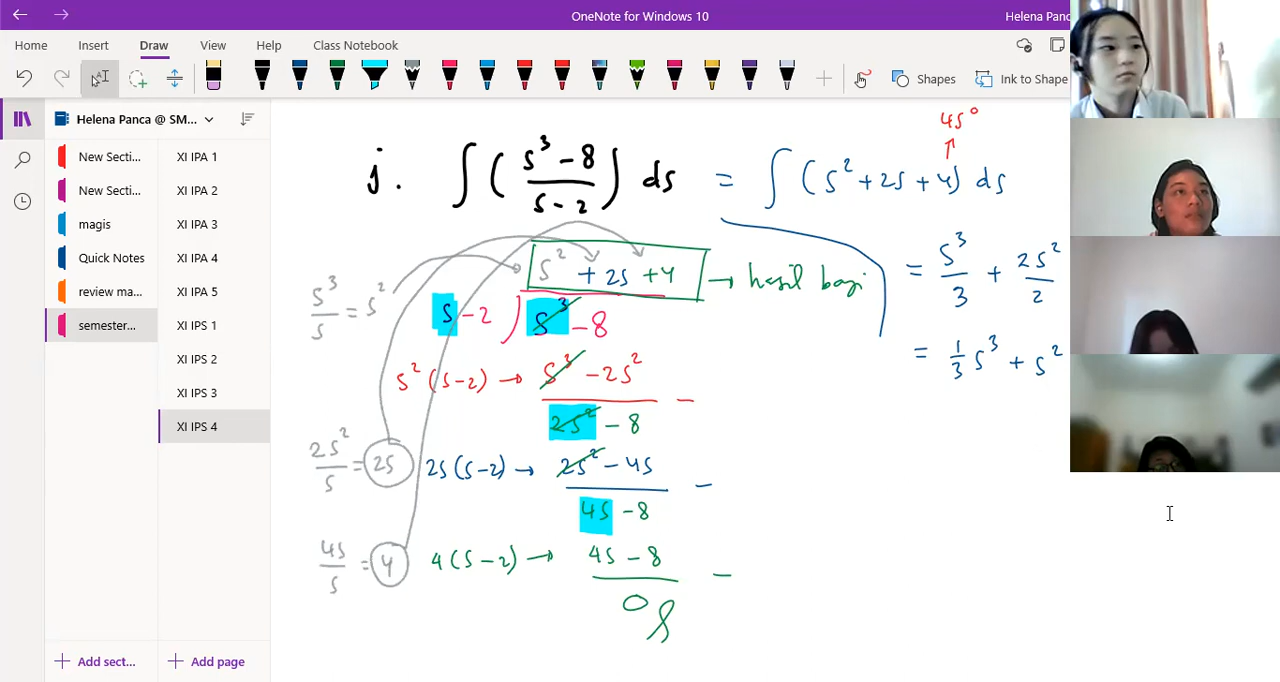 OneNote for Windows 10
Helena Panc
Home Insert Draw View Help Class Notebook
Shapes Ink to Shape
Helena Panca @ SM...
New Secti...
New Secti...
magis
Quick Notes
review ma...
semester...
XI IPA 1
XI IPA 2
XI IPA 3
XI IPA 4
XI IPA 5
XI IPS 1
XI IPS 2
XI IPS 3
XI IPS 4
Add sect...
Add page
4s⁰
↑
j. ∫ ( (s³ - 8)/(s - 2) ) ds = ∫ (s² + 2s + 4) ds
= s³/3 + 2s²/2
= 1/3 s³ + s²
s² + 2s + 4 → hasil bagi
s³/s = s²
s - 2 ) s³ - 8
s² (s - 2) → s³ - 2s² -
2s² - 8
2s²/s = 2s
2s (s - 2) → 2s² - 4s -
4s - 8
4s/s = 4
4 (s - 2) → 4s - 8 -
0